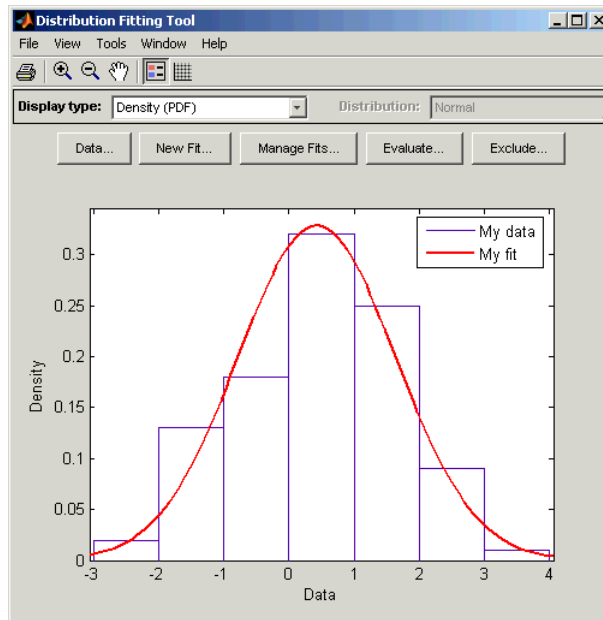 Distribution Fitting Tool
File View Tools Window Help
Display type: Density (PDF) Distribution: Normal
Data... New Fit... Manage Fits... Evaluate... Exclude...
My data
My fit
0.3
0.25
0.2
0.15
0.1
0.05
0
Density
-3 -2 -1 0 1 2 3 4
Data